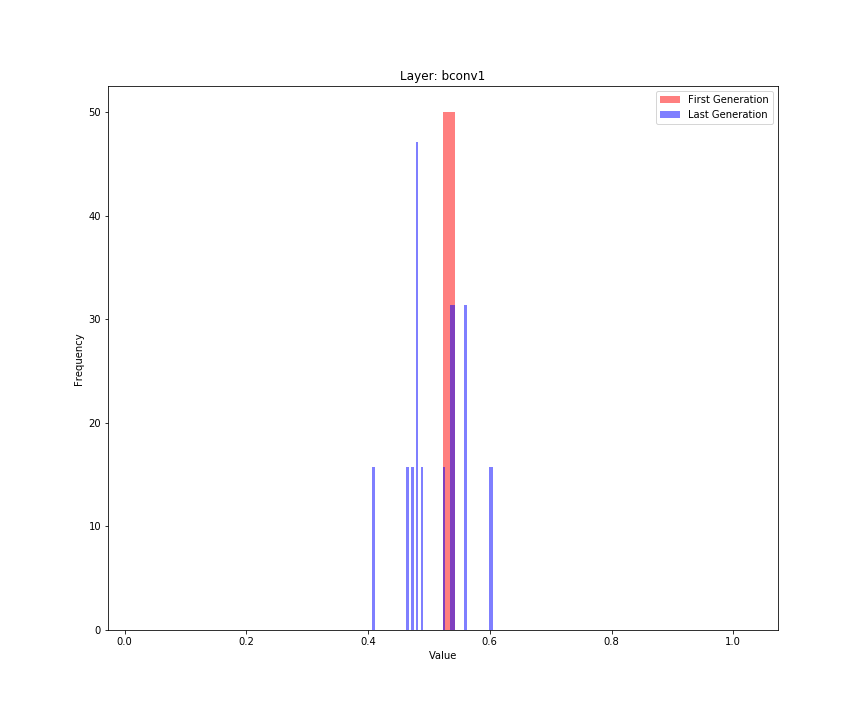 Layer: bconv1
First Generation
Last Generation
Frequency
50
40
30
20
10
0
0.0 0.2 0.4 0.6 0.8 1.0
Value